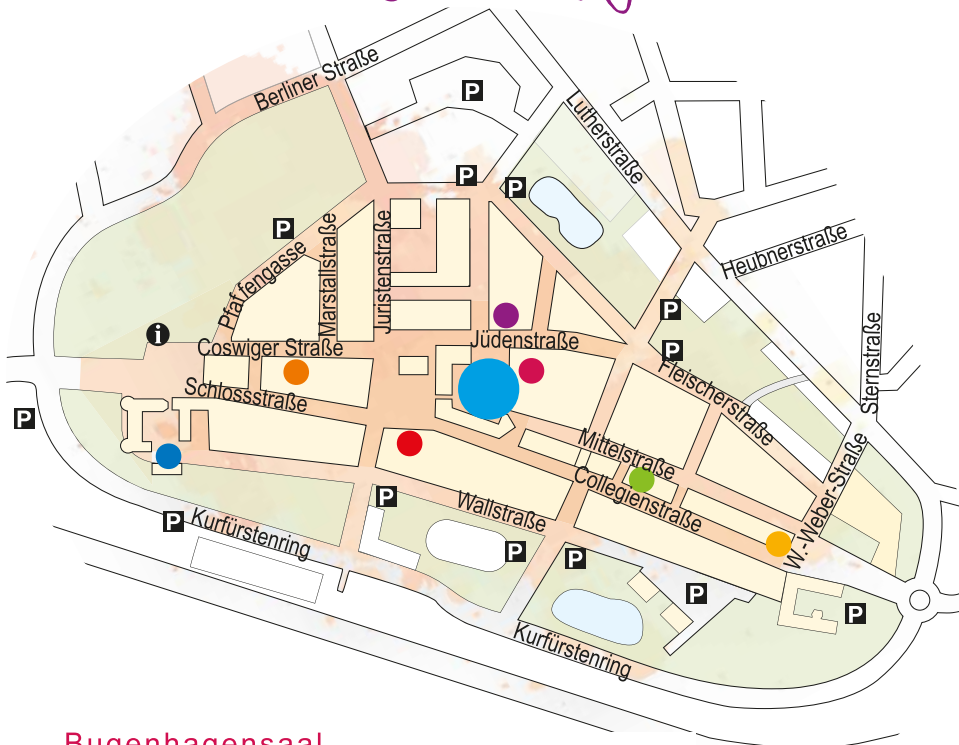 Berliner Straße
P
Lutherstraße
P
P
P
Pfaffengasse
Marstallstraße
Juristenstraße
Heubnerstraße
P
i
Coswiger Straße
Jüdenstraße
P
Sternstraße
Schlossstraße
Fleischerstraße
P
Mittelstraße
Collegienstraße
W.-Weber-Straße
P
Wallstraße
P
Kurfürstenring
P
P
P
P
Kurfürstenring
Bugenhagensaal